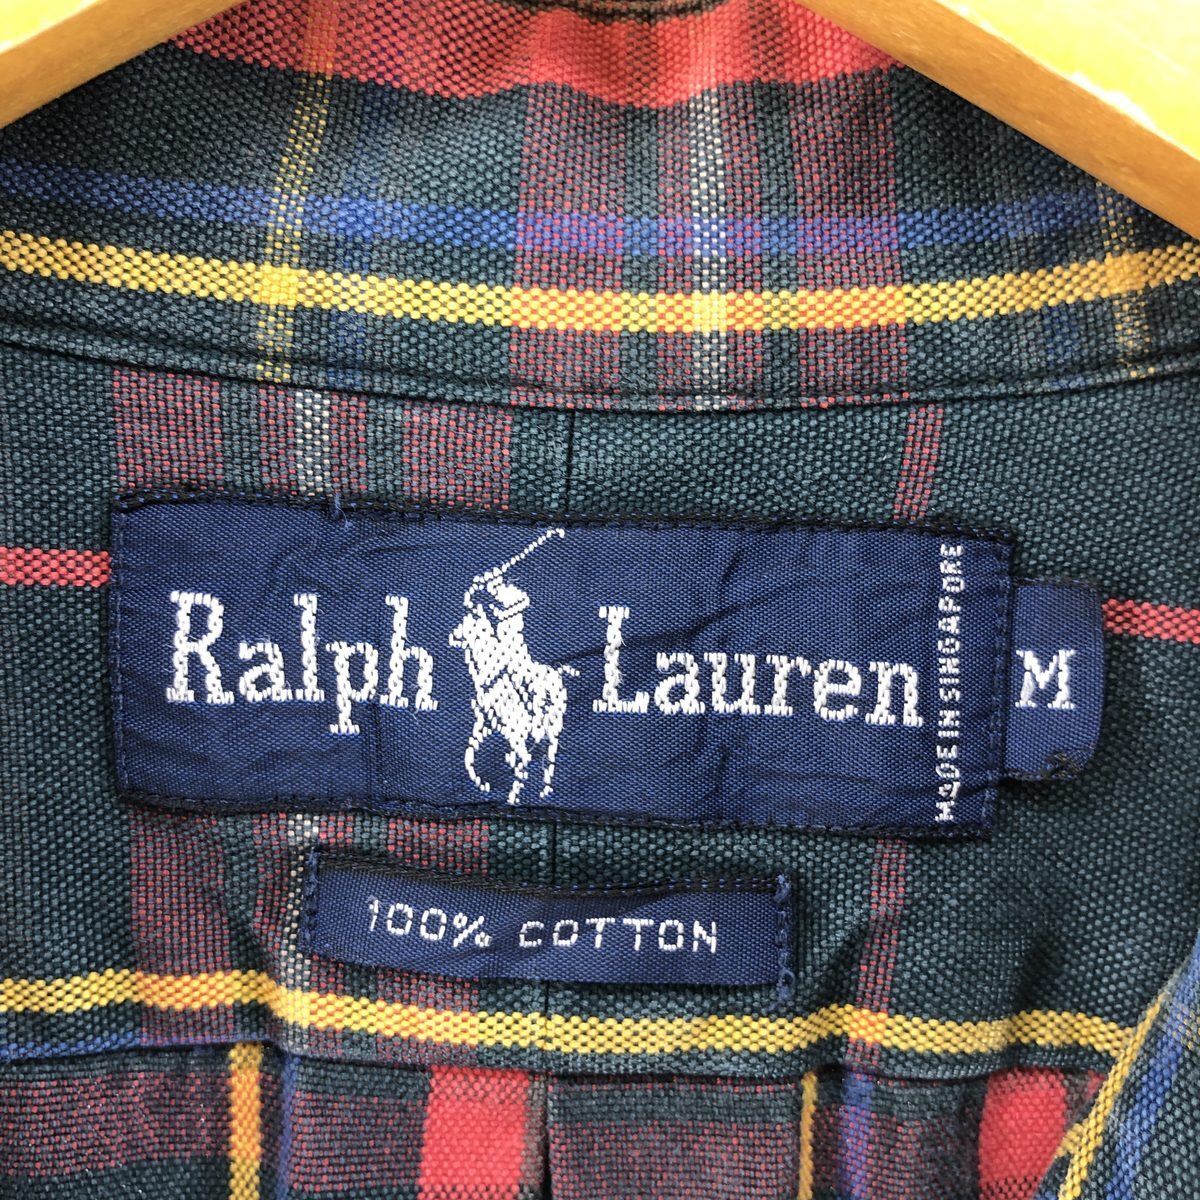 Ralph Lauren
MADE IN SINGAPORE
M
100% COTTON